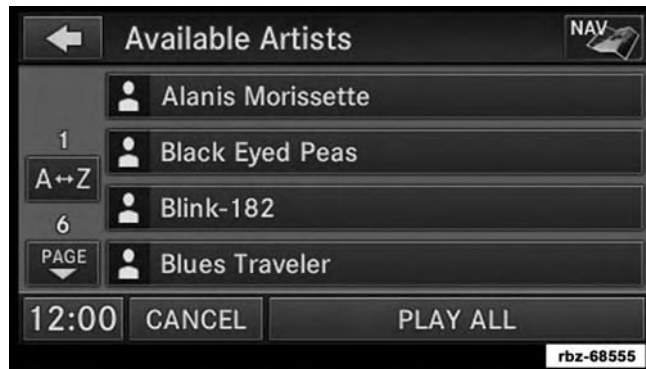 Available Artists
NAV
Alanis Morissette
1
Black Eyed Peas
A↔Z
Blink-182
6
PAGE
Blues Traveler
12:00 CANCEL PLAY ALL
rbz-68555